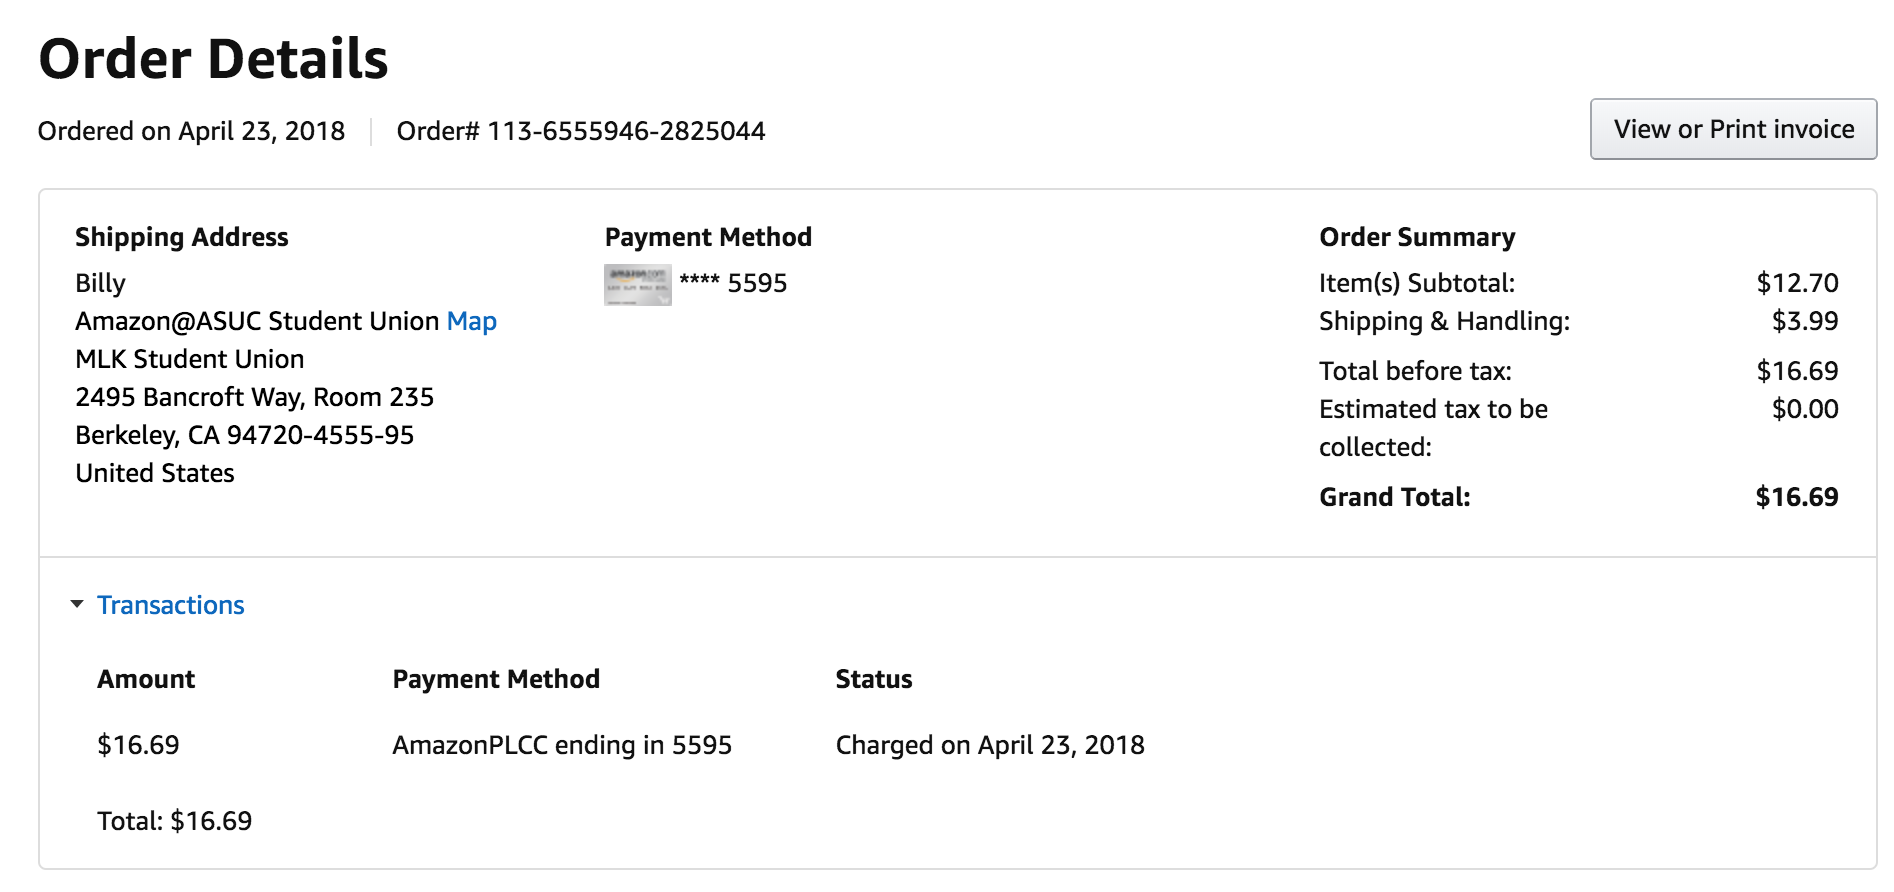 Order Details
Ordered on April 23, 2018
Order# 113-6555946-2825044
View or Print invoice
Shipping Address
Billy
Amazon@ASUC Student Union Map
MLK Student Union
2495 Bancroft Way, Room 235
Berkeley, CA 94720-4555-95
United States
Payment Method
amazon.com
**** 5595
Order Summary
Item(s) Subtotal: $12.70
Shipping & Handling: $3.99
Total before tax: $16.69
Estimated tax to be $0.00
collected:
Grand Total: $16.69
Transactions
Amount Payment Method Status
$16.69 AmazonPLCC ending in 5595 Charged on April 23, 2018
Total: $16.69